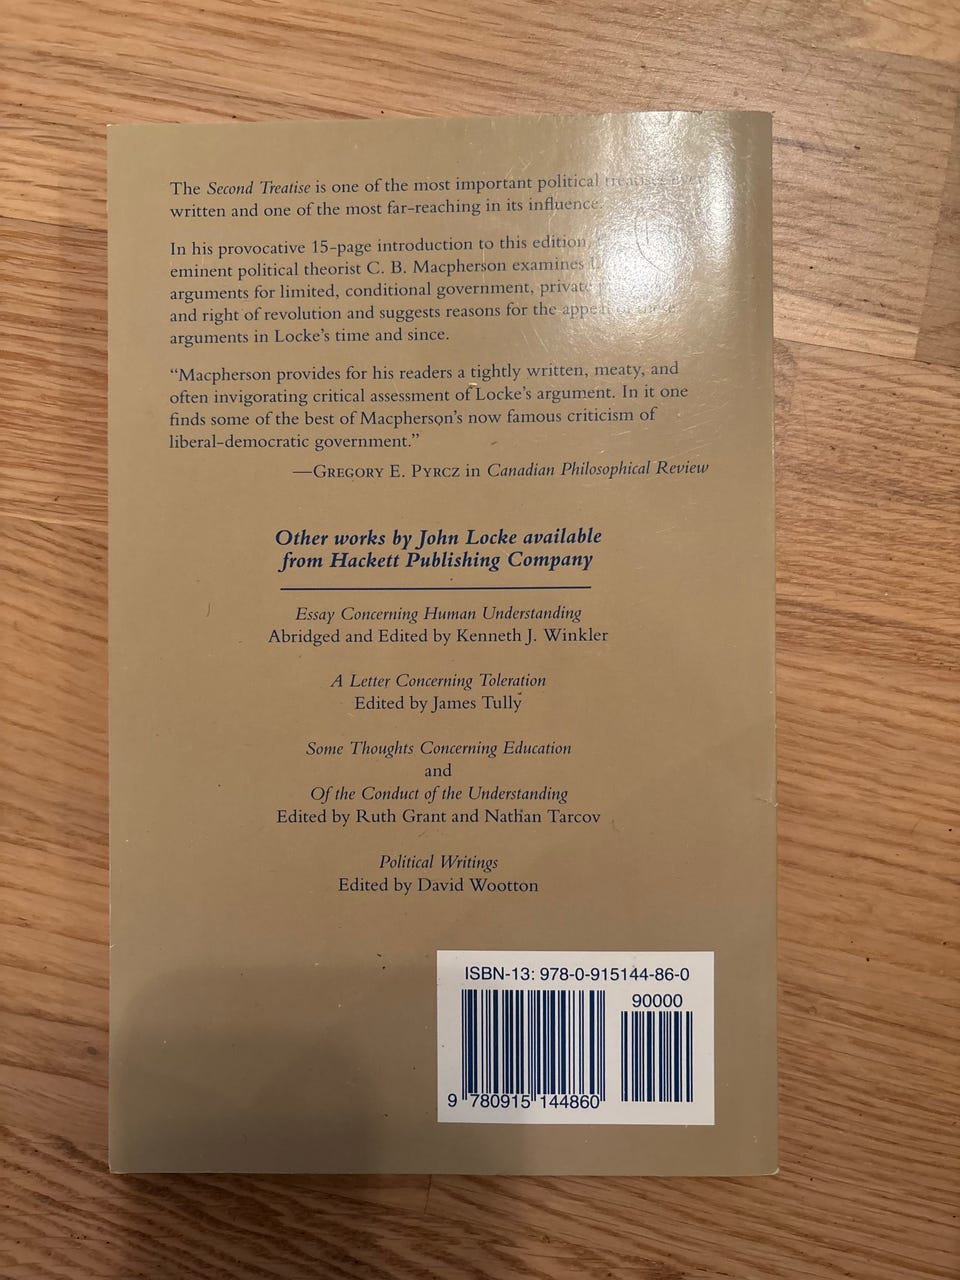 The Second Treatise is one of the most important political treatises ever
written and one of the most far-reaching in its influence.
In his provocative 15-page introduction to this edition,
eminent political theorist C. B. Macpherson examines
arguments for limited, conditional government, private
and right of revolution and suggests reasons for the appeal of these
arguments in Locke's time and since.
“Macpherson provides for his readers a tightly written, meaty, and
often invigorating critical assessment of Locke's argument. In it one
finds some of the best of Macpherson's now famous criticism of
liberal-democratic government.”
—GREGORY E. PYRCZ in Canadian Philosophical Review
Other works by John Locke available
from Hackett Publishing Company
Essay Concerning Human Understanding
Abridged and Edited by Kenneth J. Winkler
A Letter Concerning Toleration
Edited by James Tully
Some Thoughts Concerning Education
and
Of the Conduct of the Understanding
Edited by Ruth Grant and Nathan Tarcov
Political Writings
Edited by David Wootton
ISBN-13: 978-0-915144-86-0
90000
9 780915 144860